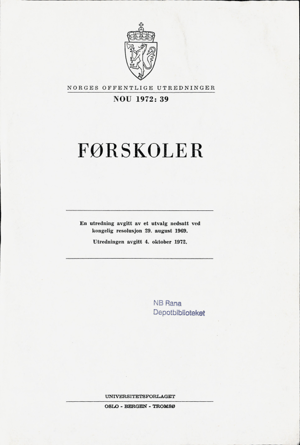 NORGES OFFENTLIGE UTREDNINGER
NOU 1972: 39
FØRSKOLER
En utredning avgitt av et utvalg nedsatt ved
kongelig resolusjon 29. august 1969.
Utredningen avgitt 4. oktober 1972.
NB Rana
Depotbiblioteket
UNIVERSITETSFORLAGET
OSLO - BERGEN - TROMSØ